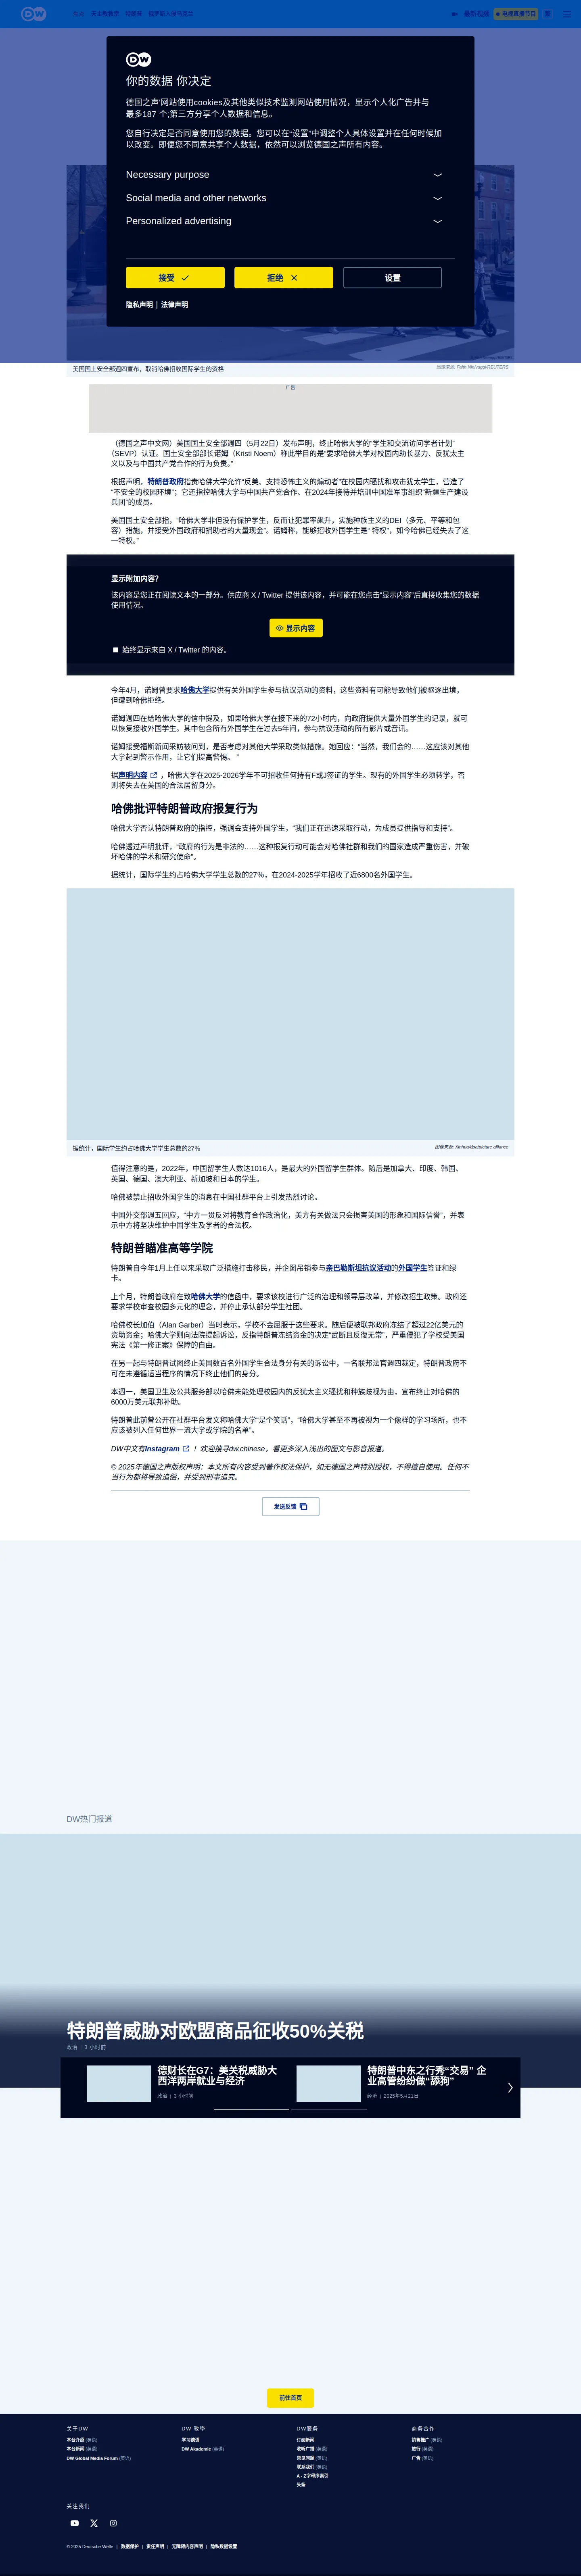 DW
非洲人権教授
俄罗斯入侵乌克兰
最新视频
电视直播节目
DW
你的数据 你决定
德国之声'网站使用cookies及其他类似技术监测网站使用情况，显示个人化广告并与
最多187 个;第三方分享个人数据和信息。
您自行决定是否同意使用您的数据。您可以在“设置”中调整个人具体设置并在任何时候加
以改变。即便您不同意共享个人数据，依然可以浏览德国之声所有内容。
Necessary purpose
Social media and other networks
Personalized advertising
接受
拒绝
设置
隐私声明 | 法律声明
美国国土安全部週四宣布，取消哈佛招收国际学生的资格
图像来源: Faith Ninivaggi/REUTERS
广告
（德国之声中文网）美国国土安全部週四（5月22日）发布声明，终止哈佛大学的“学生和交流访问学者计划”
（SEVP）认证。国土安全部部长诺姆（Kristi Noem）称此举目的是“要求哈佛大学对校园内助长暴力、反犹太主
义以及与中国共产党合作的行为负责。”
根据声明，特朗普政府指责哈佛大学允许“反美、支持恐怖主义的煽动者”在校园内骚扰和攻击犹太学生，营造了
“不安全的校园环境”；它还指控哈佛大学与中国共产党合作、在2024年接待并培训中国准军事组织“新疆生产建设
兵团”的成员。
美国国土安全部指，“哈佛大学非但没有保护学生，反而让犯罪率飙升，实施种族主义的DEI（多元、平等和包
容）措施，并接受外国政府和捐助者的大量现金”。诺姆称，能够招收外国学生是“ 特权”，如今哈佛已经失去了这
一特权。”
显示附加内容？
该内容是您正在阅读文本的一部分。供应商 X / Twitter 提供该内容，并可能在您点击“显示内容”后直接收集您的数据
使用情况。
显示内容
始终显示来自 X / Twitter 的内容。
今年4月，诺姆曾要求哈佛大学提供有关外国学生参与抗议活动的资料，这些资料有可能导致他们被驱逐出境，
但遭到哈佛拒绝。
诺姆週四在给哈佛大学的信中提及，如果哈佛大学在接下来的72小时内，向政府提供大量外国学生的记录，就可
以恢复接收外国学生。其中包含所有外国学生在过去5年间，参与抗议活动的所有影片或音讯。
诺姆接受福斯新闻采訪被问到，是否考虑对其他大学采取类似措施。她回应：“当然，我们会的……这应该对其他
大学起到警示作用，让它们提高警惕。 ”
据声明内容 ，哈佛大学在2025-2026学年不可招收任何持有F或J签证的学生。现有的外国学生必须转学，否
则将失去在美国的合法居留身分。
哈佛批评特朗普政府报复行为
哈佛大学否认特朗普政府的指控，强调会支持外国学生，“我们正在迅速采取行动，为成员提供指导和支持”。
哈佛透过声明批评，“政府的行为是非法的……这种报复行动可能会对哈佛社群和我们的国家造成严重伤害，并破
坏哈佛的学术和研究使命”。
据统计，国际学生约占哈佛大学学生总数的27%，在2024-2025学年招收了近6800名外国学生。
据统计，国际学生约占哈佛大学学生总数的27%
图像来源: Xinhua/dpa/picture alliance
值得注意的是，2022年，中国留学生人数达1016人，是最大的外国留学生群体。随后是加拿大、印度、韩国、
英国、德国、澳大利亚、新加坡和日本的学生。
哈佛被禁止招收外国学生的消息在中国社群平台上引发热烈讨论。
中国外交部週五回应，“中方一贯反对将教育合作政治化，美方有关做法只会损害美国的形象和国际信誉”，并表
示中方将坚决维护中国学生及学者的合法权。
特朗普瞄准高等学院
特朗普自今年1月上任以来采取广泛措施打击移民，并企图吊销参与亲巴勒斯坦抗议活动的外国学生签证和绿
卡。
上个月，特朗普政府在致哈佛大学的信函中，要求该校进行广泛的治理和领导层改革，并修改招生政策。政府还
要求学校审查校园多元化的理念，并停止承认部分学生社团。
哈佛校长加伯（Alan Garber）当时表示，学校不会屈服于这些要求。随后便被联邦政府冻结了超过22亿美元的
资助资金；哈佛大学则向法院提起诉讼，反指特朗普冻结资金的决定“武断且反復无常”，严重侵犯了学校受美国
宪法《第一修正案》保障的自由。
在另一起与特朗普试图终止美国数百名外国学生合法身分有关的诉讼中，一名联邦法官週四裁定，特朗普政府不
可在未遵循适当程序的情况下终止他们的身分。
本週一，美国卫生及公共服务部以哈佛未能处理校园内的反犹太主义骚扰和种族歧视为由，宣布终止对哈佛的
6000万美元联邦补助。
特朗普此前曾公开在社群平台发文称哈佛大学“是个笑话”，“哈佛大学甚至不再被视为一个像样的学习场所，也不
应该被列入任何世界一流大学或学院的名单”。
DW中文有Instagram ！欢迎搜寻dw.chinese，看更多深入浅出的图文与影音报道。
© 2025年德国之声版权声明：本文所有内容受到著作权法保护，如无德国之声特别授权，不得擅自使用。任何不
当行为都将导致追偿，并受到刑事追究。
发送反馈
DW热门报道
特朗普威胁对欧盟商品征收50%关税
政治 | 3 小时前
德财长在G7：美关税威胁大
西洋两岸就业与经济
政治 | 3 小时前
特朗普中东之行秀“交易” 企
业高管纷纷做“舔狗”
经济 | 2025年5月21日
前往首页
关于DW
本台介绍 (英语)
本台新闻 (英语)
DW Global Media Forum (英语)
DW 教學
学习德语
DW Akademie (英语)
DW服务
订阅新闻
收听广播 (英语)
常见问题 (英语)
联系我们 (英语)
A - Z字母序索引
头条
商务合作
销售推广 (英语)
旅行 (英语)
广告 (英语)
关注我们
© 2025 Deutsche Welle | 数据保护 | 责任声明 | 无障碍内容声明 | 隐私数据设置